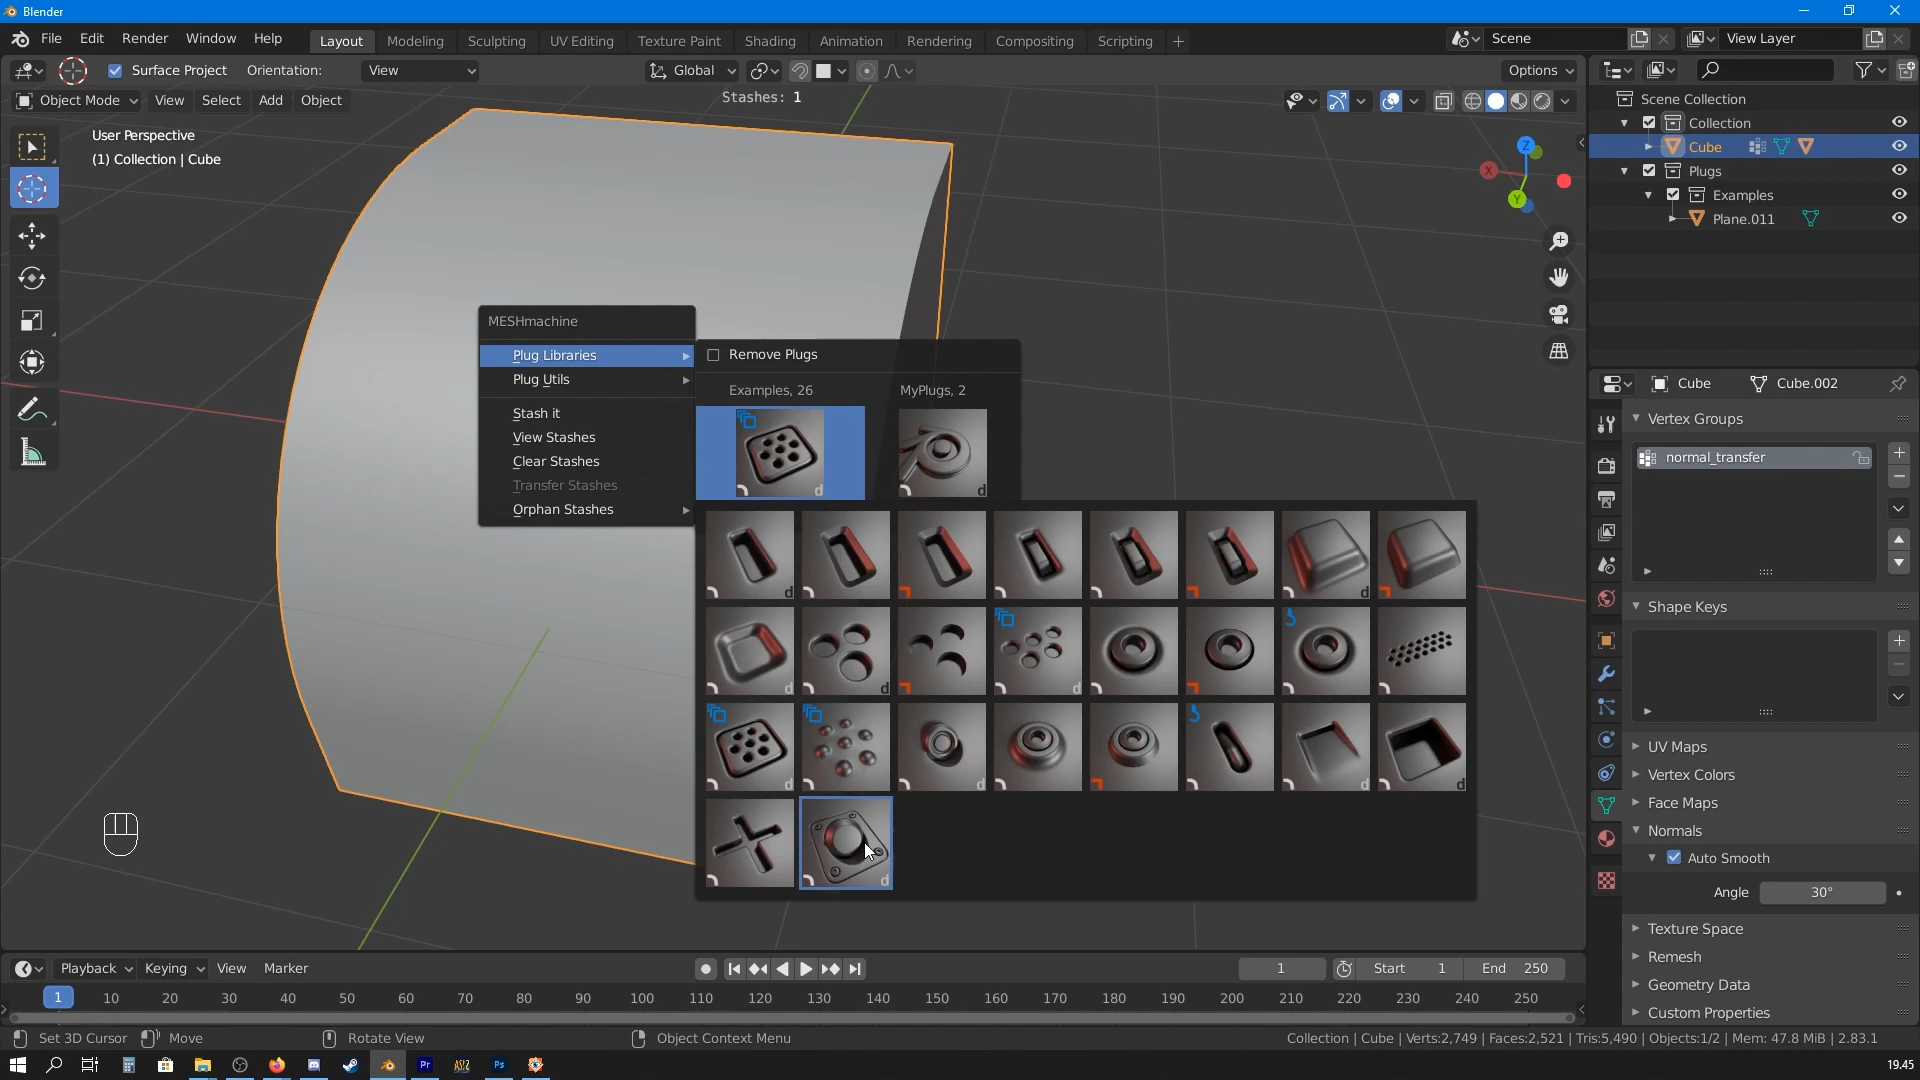 Blender
File Edit Render Window Help
Layout Modeling Sculpting UV Editing Texture Paint Shading Animation Rendering Compositing Scripting +
Scene
View Layer
Surface Project Orientation: View
Global
Options
Object Mode View Select Add Object
Stashes: 1
User Perspective
(1) Collection | Cube
X
Y
Z
Scene Collection
Collection
Cube
Plugs
Examples
Plane.011
MESHmachine
Plug Libraries
Plug Utils
Stash it
View Stashes
Clear Stashes
Transfer Stashes
Orphan Stashes
Remove Plugs
Examples, 26
MyPlugs, 2
Cube Cube.002
Vertex Groups
normal_transfer
Shape Keys
UV Maps
Vertex Colors
Face Maps
Normals
Auto Smooth
Angle 30°
Texture Space
Remesh
Geometry Data
Custom Properties
Playback Keying View Marker
1 Start 1 End 250
1 10 20 30 40 50 60 70 80 90 100 110 120 130 140 150 160 170 180 190 200 210 220 230 240 250
Set 3D Cursor Move Rotate View Object Context Menu
Collection | Cube | Verts:2,749 | Faces:2,521 | Tris:5,490 | Objects:1/2 | Mem: 47.8 MiB | 2.83.1
Pr
Ps
19.45